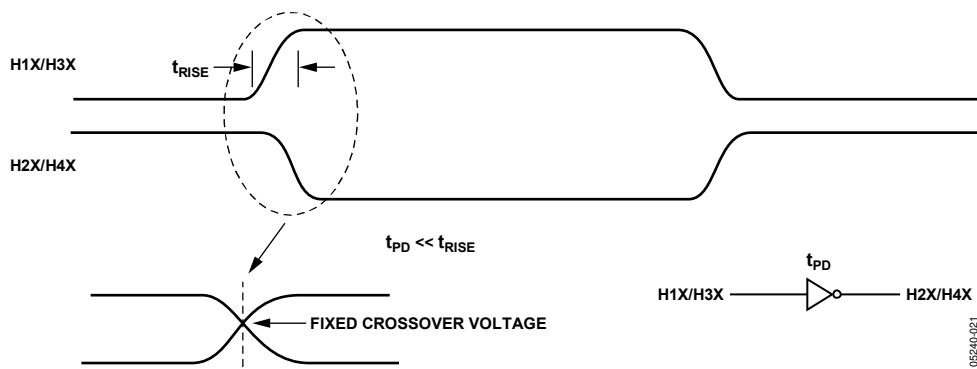 H1X/H3X
tRISE
H2X/H4X
tPD << tRISE
tPD
H1X/H3X
H2X/H4X
FIXED CROSSOVER VOLTAGE
05240-021